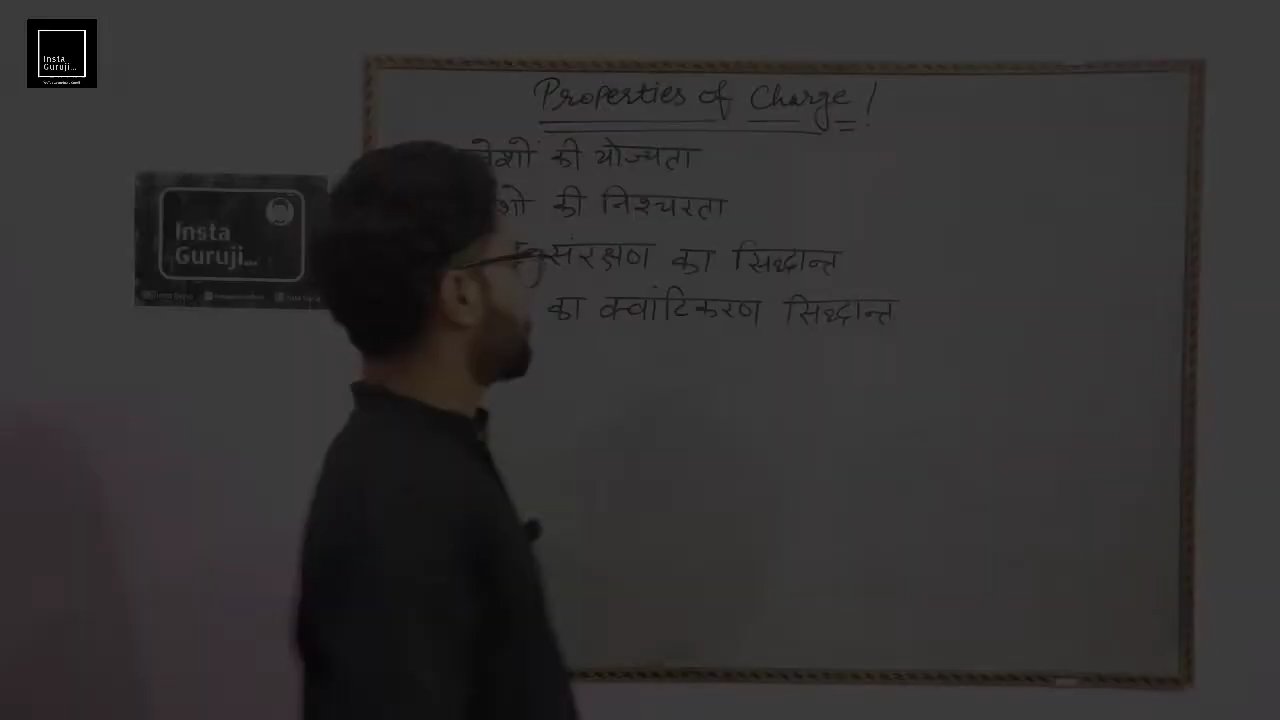 Insta
Guruji...
Properties of Charge!
की योज्यता
की निश्चरता
संरक्षण का सिद्धान्त
का क्वांटिकरण सिद्धान्त
Insta
Guruji...